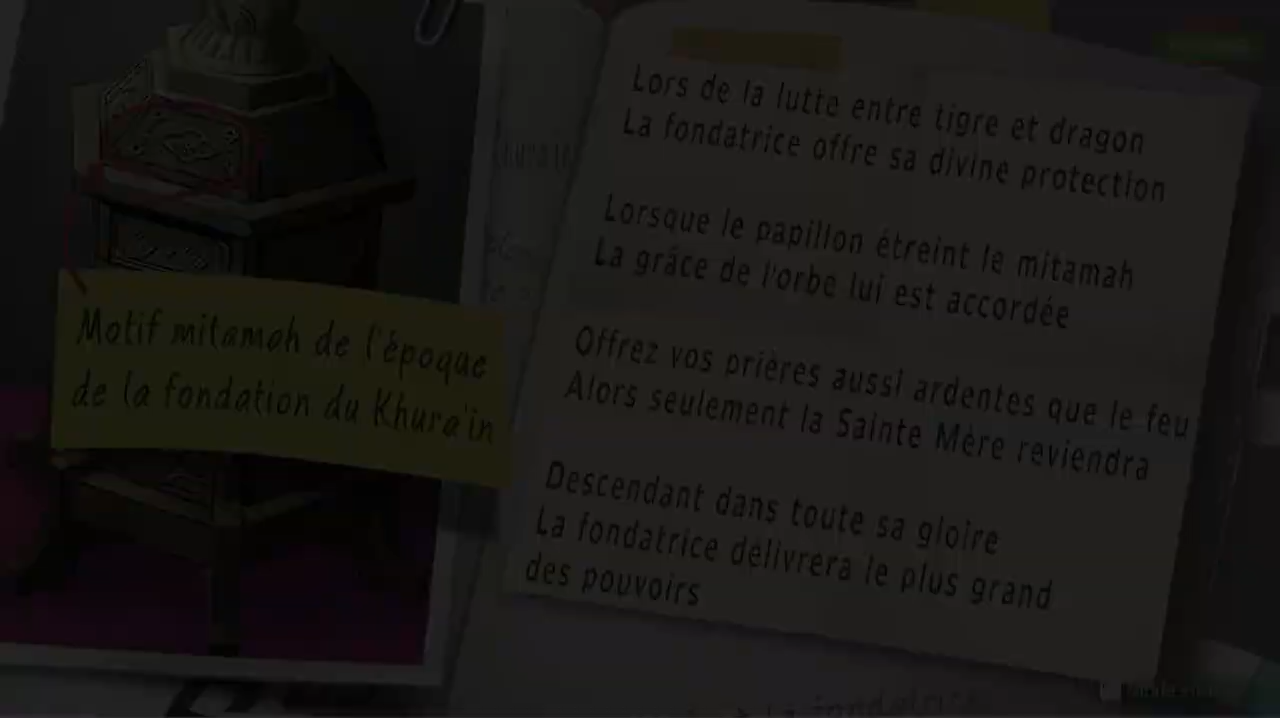 Motif mitamah de l'époque
de la fondation du Khura'in
Lors de la lutte entre tigre et dragon
La fondatrice offre sa divine protection
Lorsque le papillon étreint le mitamah
La grâce de l'orbe lui est accordée
Offrez vos prières aussi ardentes que le feu
Alors seulement la Sainte Mère reviendra
Descendant dans toute sa gloire
La fondatrice délivrera le plus grand
des pouvoirs
la fondatrice